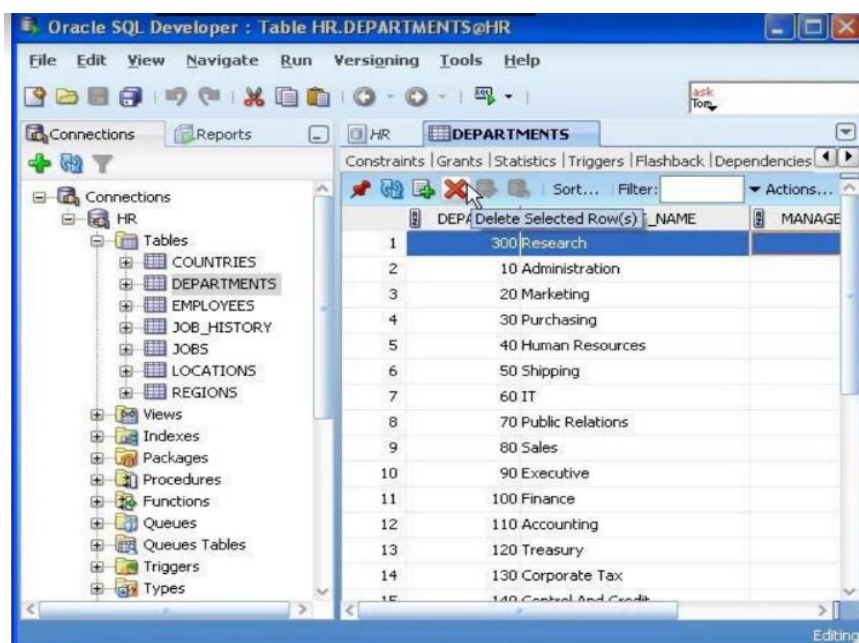 Oracle SQL Developer : Table HR.DEPARTMENTS@HR
File Edit View Navigate Run Versioning Tools Help
ask
Tom
Connections Reports
HR DEPARTMENTS
Constraints |Grants |Statistics |Triggers |Flashback |Dependencies
Sort... Filter: Actions...
DEPA Delete Selected Row(s) _NAME MANAGE
Connections
HR
Tables
COUNTRIES
DEPARTMENTS
EMPLOYEES
JOB_HISTORY
JOBS
LOCATIONS
REGIONS
Views
Indexes
Packages
Procedures
Functions
Queues
Queues Tables
Triggers
Types
1 300 Research
2 10 Administration
3 20 Marketing
4 30 Purchasing
5 40 Human Resources
6 50 Shipping
7 60 IT
8 70 Public Relations
9 80 Sales
10 90 Executive
11 100 Finance
12 110 Accounting
13 120 Treasury
14 130 Corporate Tax
15 140 Control And Credit
Editing